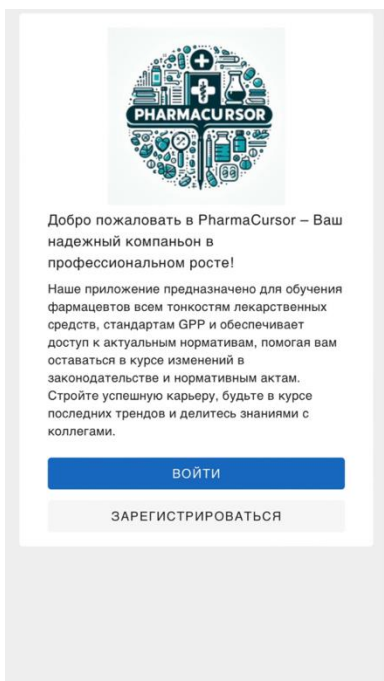 PHARMACURSOR
Добро пожаловать в PharmaCursor – Ваш
надежный компаньон в
профессиональном росте!
Наше приложение предназначено для обучения
фармацевтов всем тонкостям лекарственных
средств, стандартам GPP и обеспечивает
доступ к актуальным нормативам, помогая вам
оставаться в курсе изменений в
законодательстве и нормативным актам.
Стройте успешную карьеру, будьте в курсе
последних трендов и делитесь знаниями с
коллегами.
ВОЙТИ
ЗАРЕГИСТРИРОВАТЬСЯ